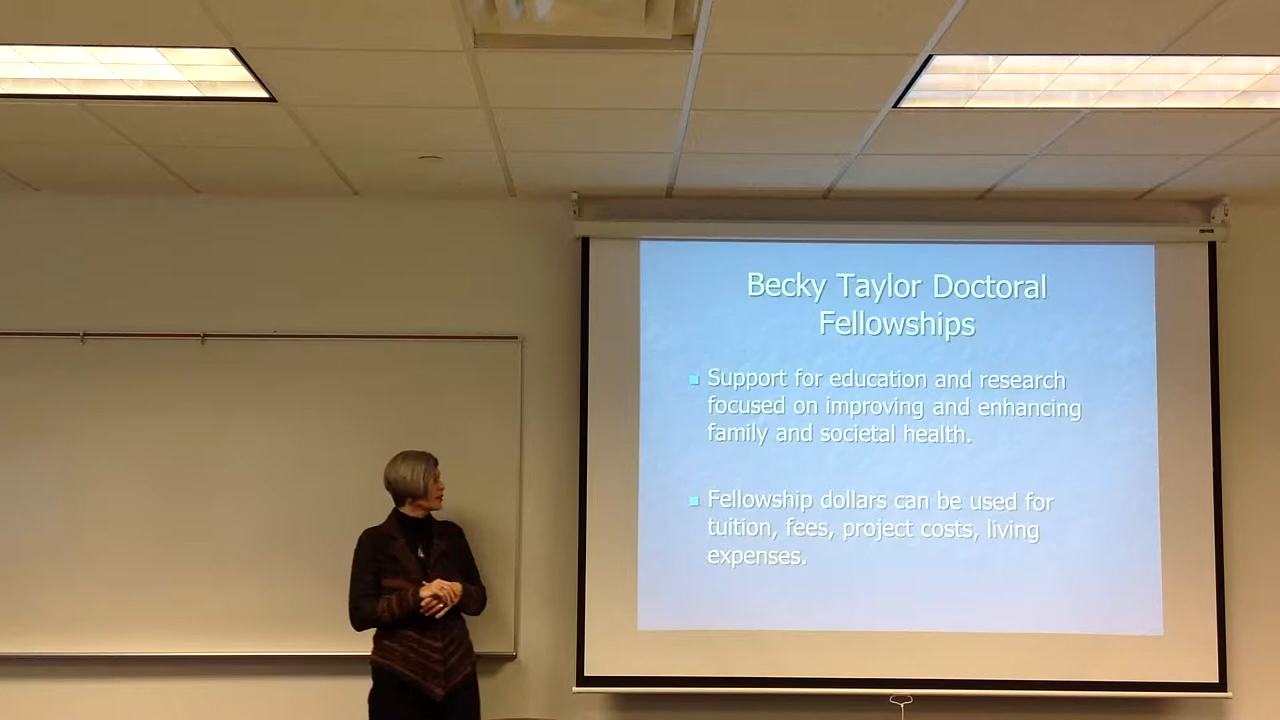 Becky Taylor Doctoral
Fellowships
Support for education and research
focused on improving and enhancing
family and societal health.
Fellowship dollars can be used for
tuition, fees, project costs, living
expenses.